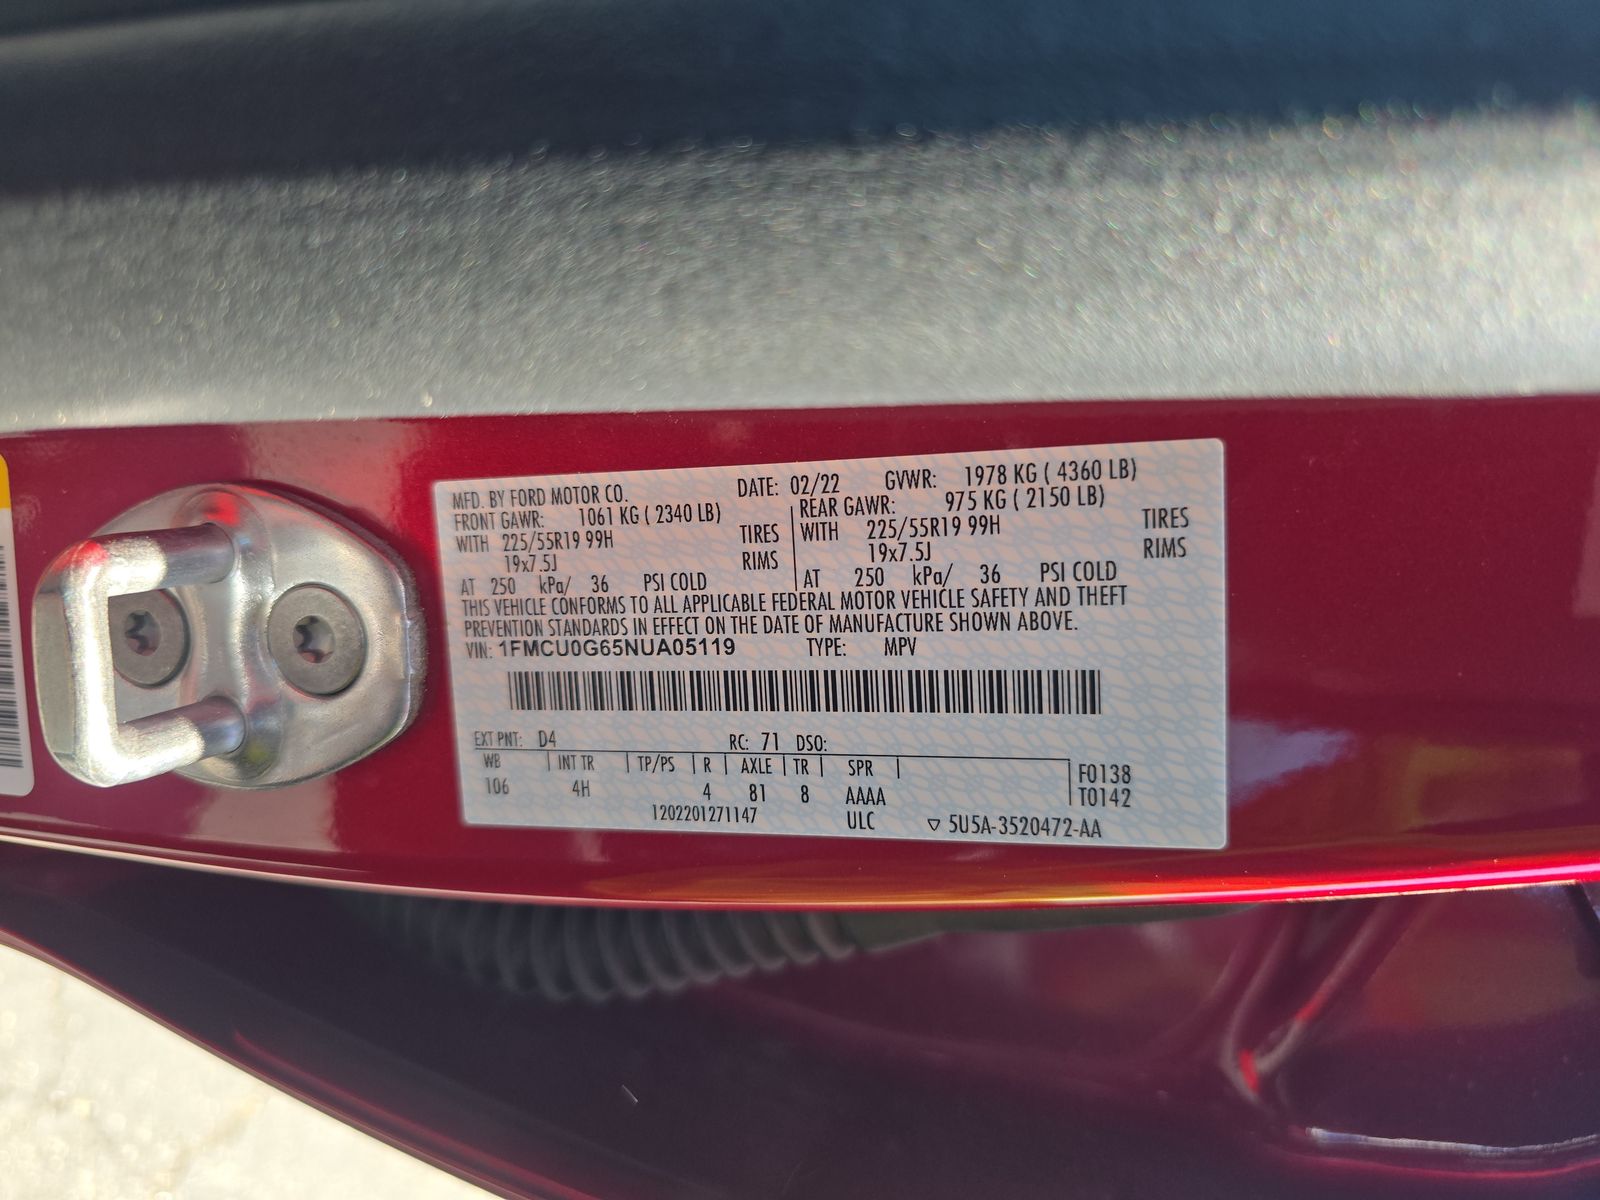 MFD. BY FORD MOTOR CO. DATE: 02/22 GVWR: 1978 KG ( 4360 LB)
FRONT GAWR: 1061 KG ( 2340 LB) REAR GAWR: 975 KG ( 2150 LB)
WITH 225/55R19 99H TIRES WITH 225/55R19 99H TIRES
19x7.5J RIMS 19x7.5J RIMS
AT 250 kPa/ 36 PSI COLD AT 250 kPa/ 36 PSI COLD
THIS VEHICLE CONFORMS TO ALL APPLICABLE FEDERAL MOTOR VEHICLE SAFETY AND THEFT
PREVENTION STANDARDS IN EFFECT ON THE DATE OF MANUFACTURE SHOWN ABOVE.
VIN: 1FMCU0G65NUA05119 TYPE: MPV
EXT PNT: D4 RC: 71 DSO:
WB INT TR TP/PS R AXLE TR SPR F0138
106 4H 4 81 8 AAAA T0142
1202201271147 ULC ▽ 5U5A-3520472-AA